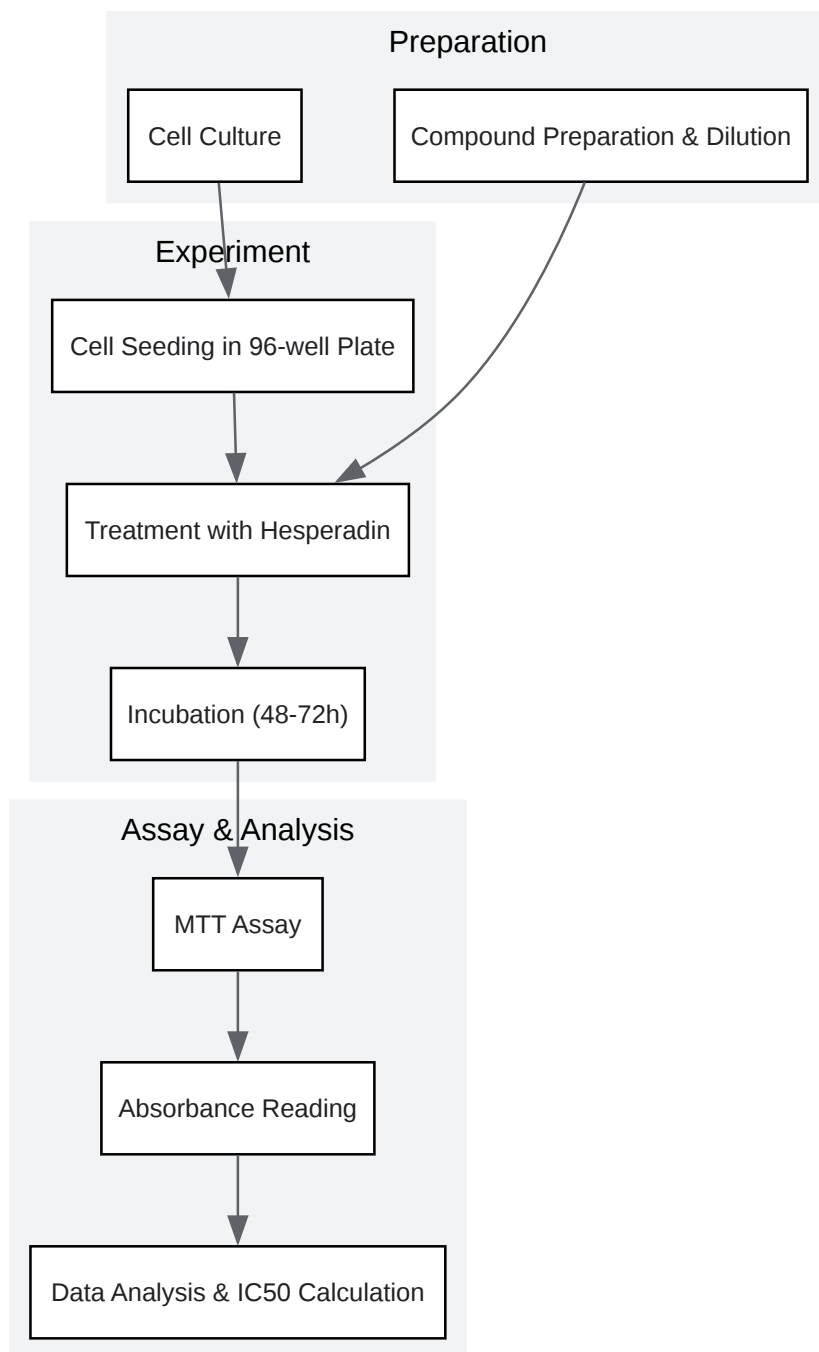 Preparation
Cell Culture
Compound Preparation & Dilution
Experiment
Cell Seeding in 96-well Plate
Treatment with Hesperadin
Incubation (48-72h)
Assay & Analysis
MTT Assay
Absorbance Reading
Data Analysis & IC50 Calculation